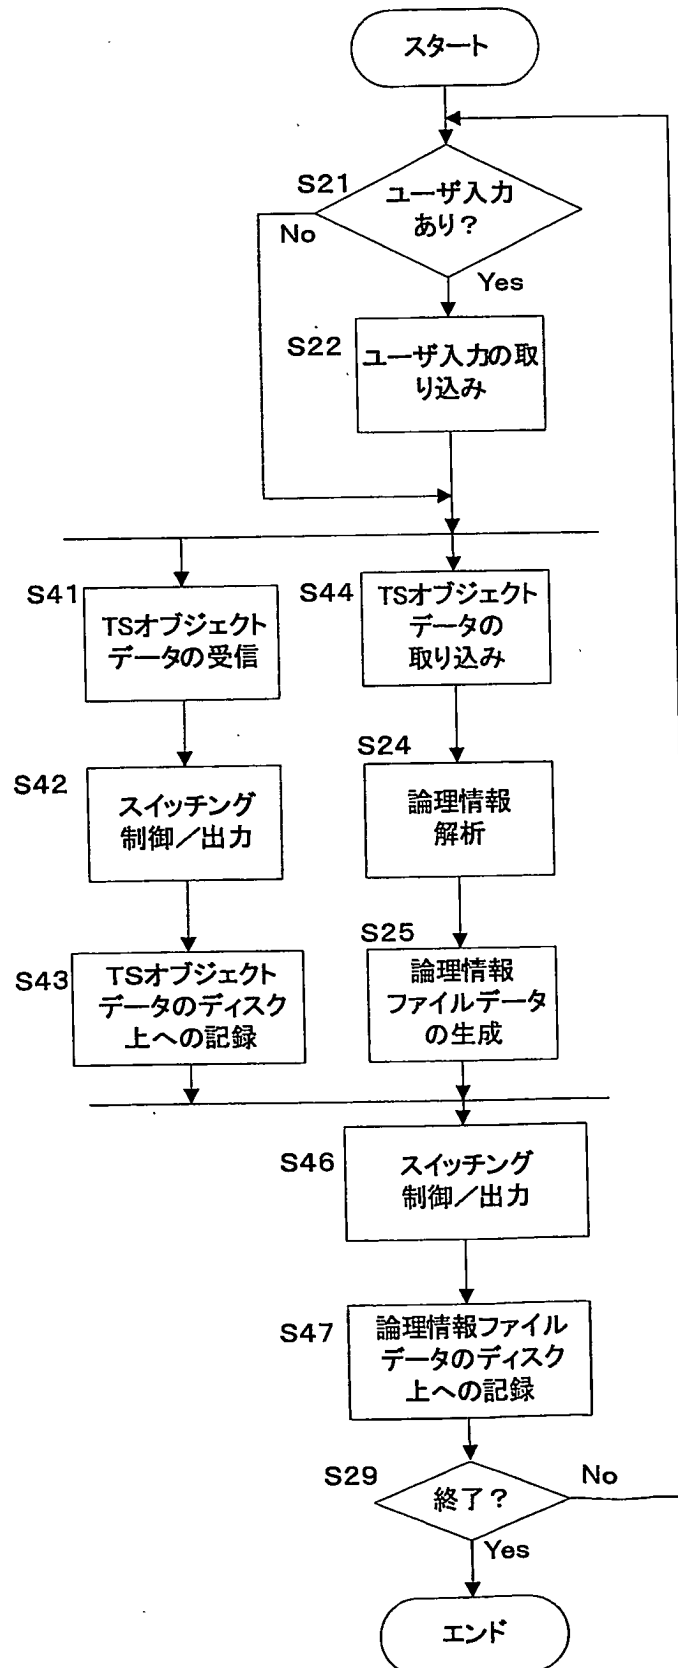 スタート
S21
ユーザ入力
あり？
No
Yes
S22
ユーザ入力の取
り込み
S41
TSオブジェクト
データの受信
S44
TSオブジェクト
データの
取り込み
S42
スイッチング
制御／出力
S24
論理情報
解析
S43
TSオブジェクト
データのディスク
上への記録
S25
論理情報
ファイルデータ
の生成
S46
スイッチング
制御／出力
S47
論理情報ファイル
データのディスク
上への記録
S29
終了？
No
Yes
エンド